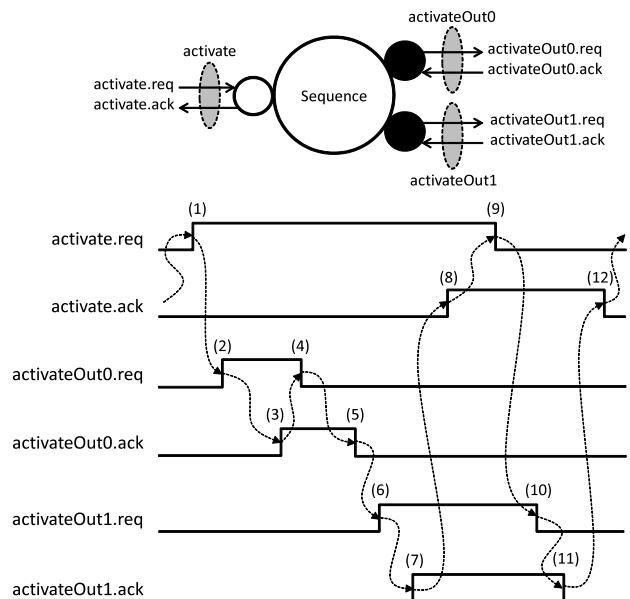 activateOut0
activate
activateOut0.req
activate.req
activateOut0.ack
activate.ack
Sequence
activateOut1.req
activateOut1.ack
activateOut1
(1)
(9)
activate.req
(8)
(12)
activate.ack
(2)
(4)
activateOut0.req
(3)
(5)
activateOut0.ack
(6)
(10)
activateOut1.req
(7)
(11)
activateOut1.ack